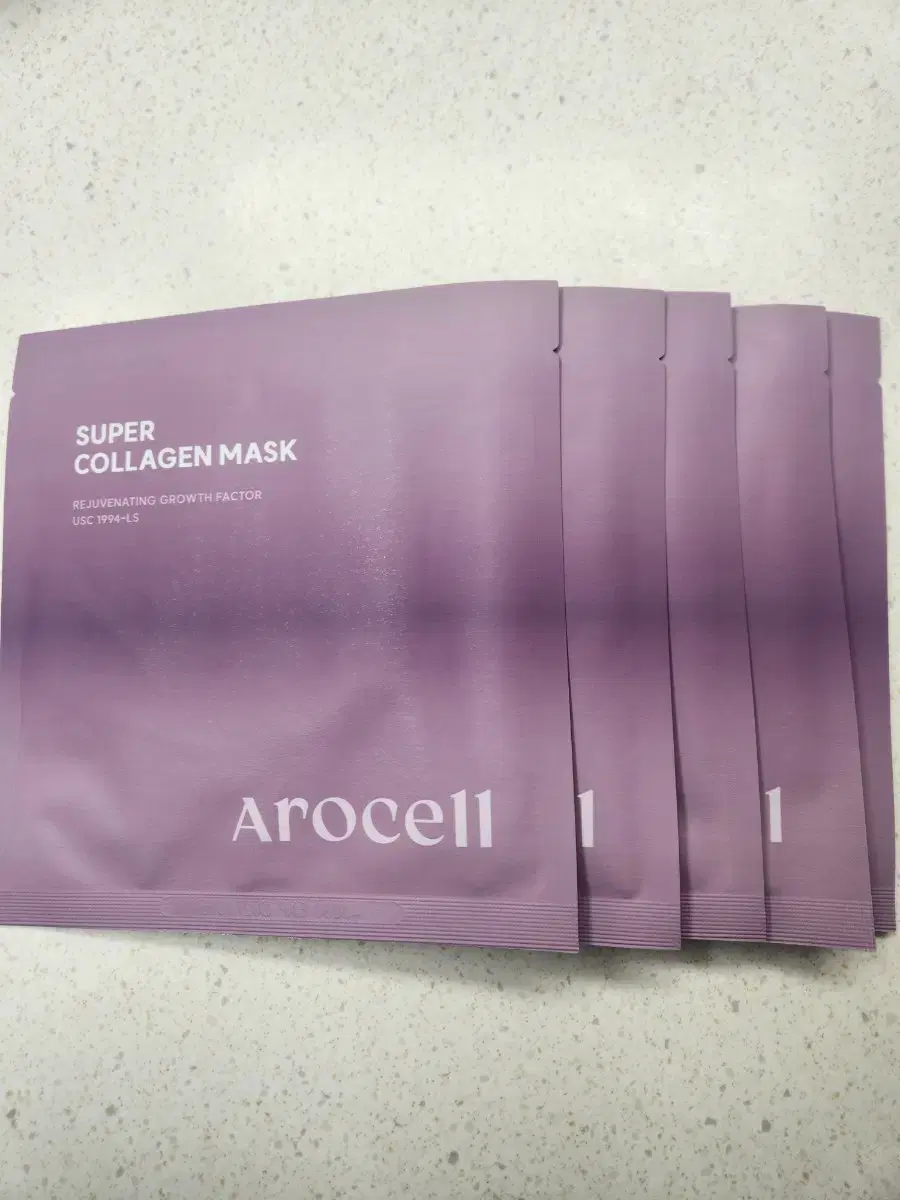 SUPER
COLLAGEN MASK
REJUVENATING GROWTH FACTOR
USC 1994-LS
Arocell
l
l